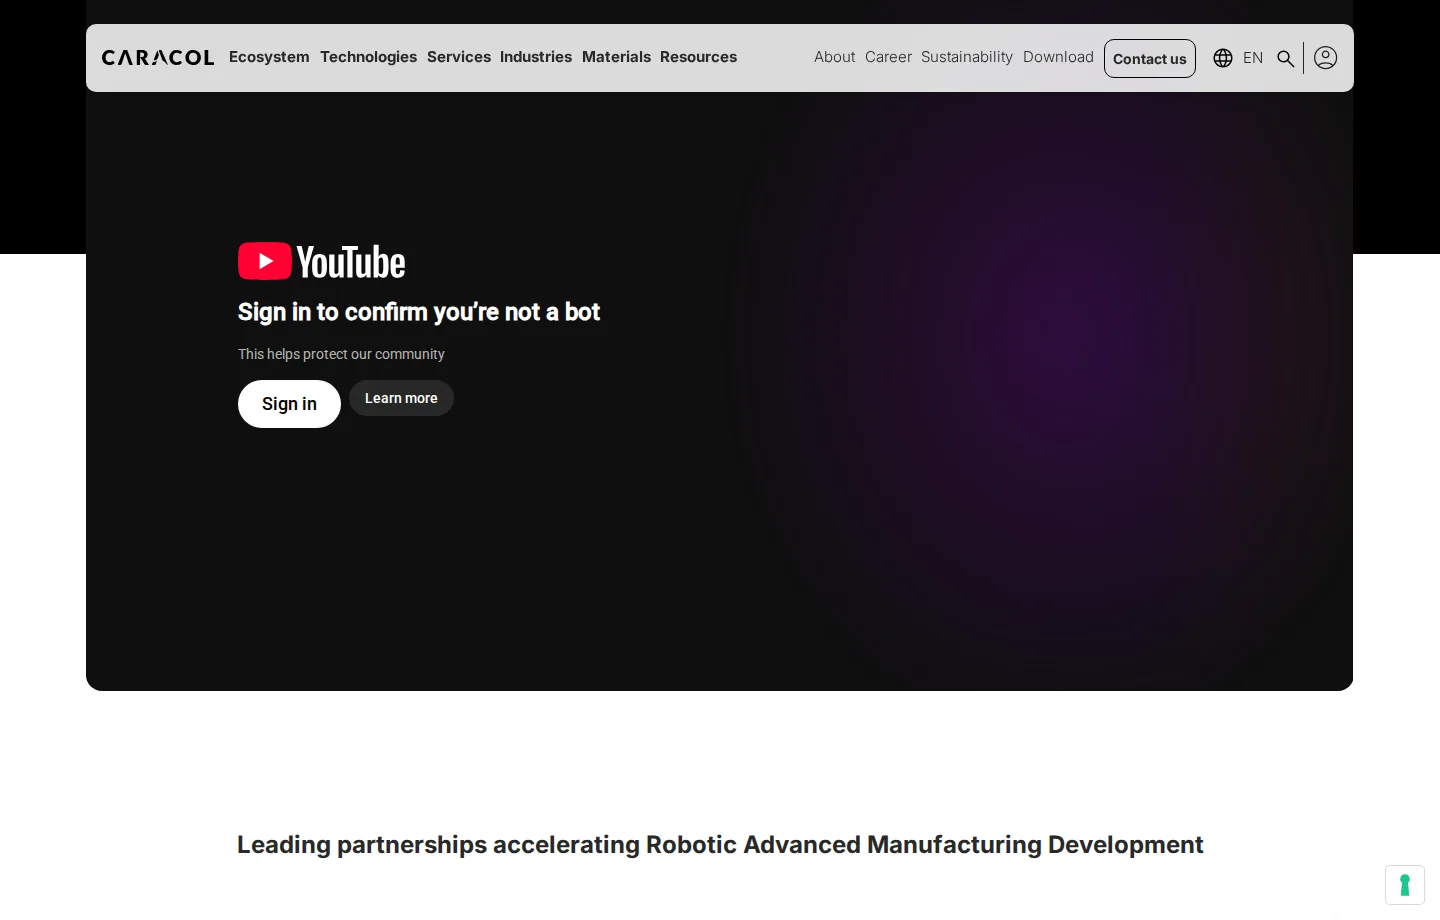 CARACOL Ecosystem Technologies Services Industries Materials Resources About Career Sustainability Download Contact us EN
YouTube
Sign in to confirm you’re not a bot
This helps protect our community
Sign in Learn more
Leading partnerships accelerating Robotic Advanced Manufacturing Development